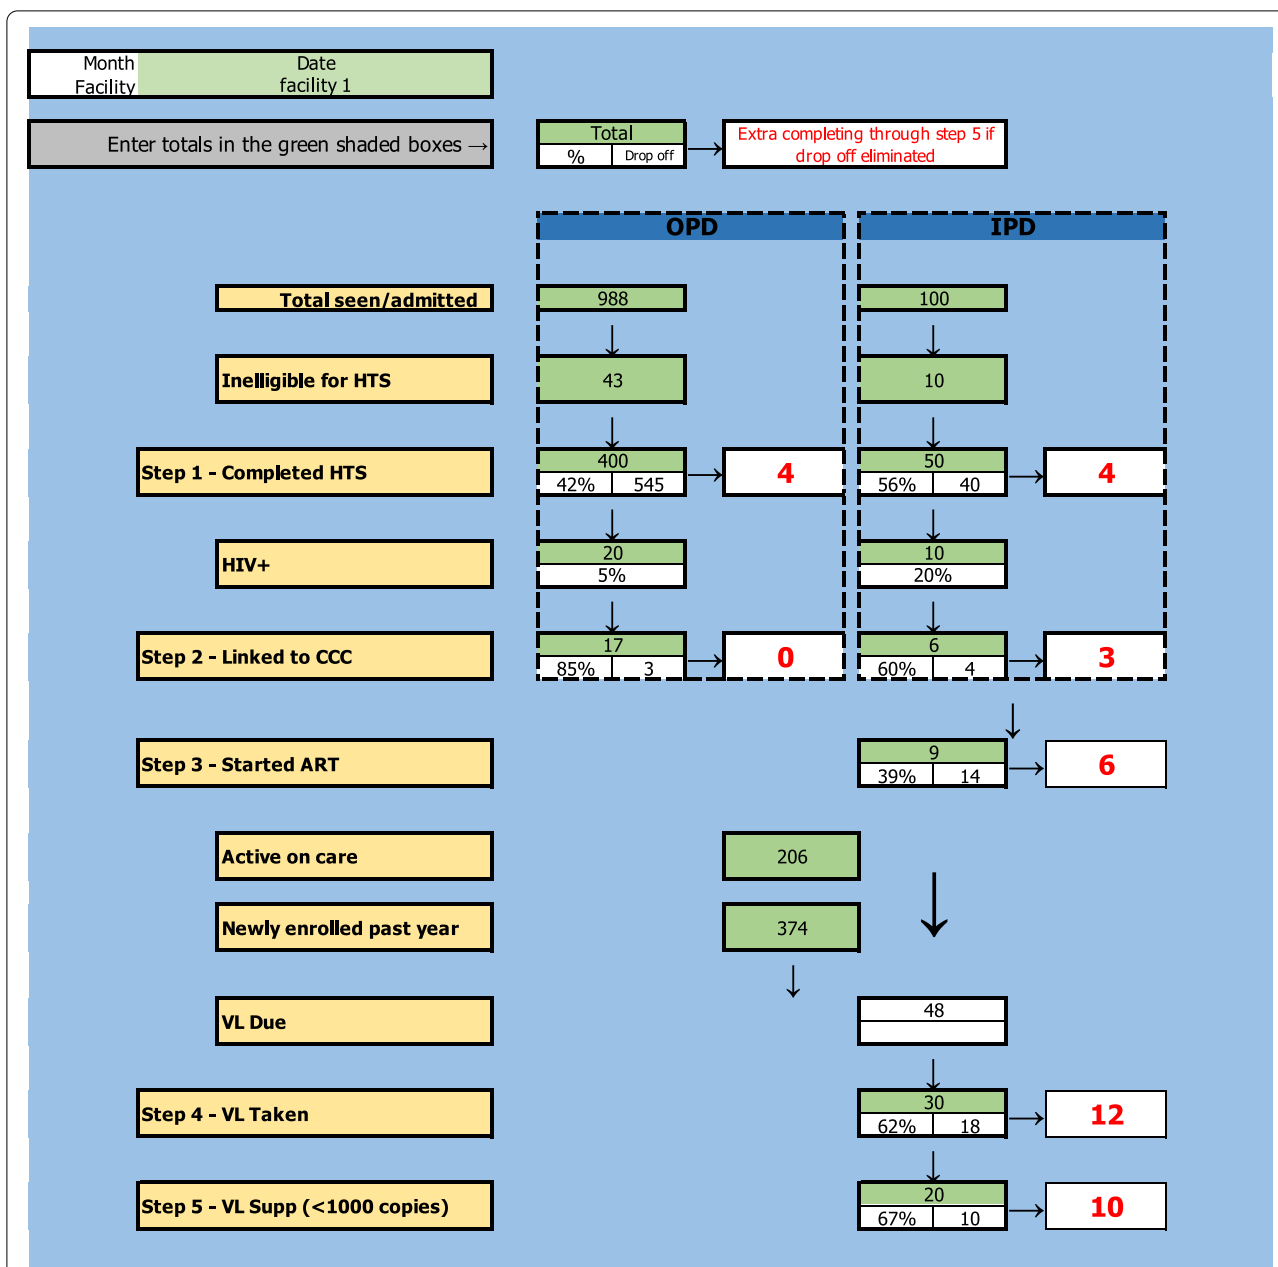 Month Date
Facility facility 1
Enter totals in the green shaded boxes →
Total
% Drop off
Extra completing through step 5 if
drop off eliminated
OPD IPD
Total seen/admitted 988 100
Inelligible for HTS 43 10
Step 1 - Completed HTS
400
42% 545
4
50
56% 40
4
HIV+
20
5%
10
20%
Step 2 - Linked to CCC
17
85% 3
0
6
60% 4
3
Step 3 - Started ART
9
39% 14
6
Active on care 206
Newly enrolled past year 374
VL Due 48
Step 4 - VL Taken
30
62% 18
12
Step 5 - VL Supp (<1000 copies)
20
67% 10
10